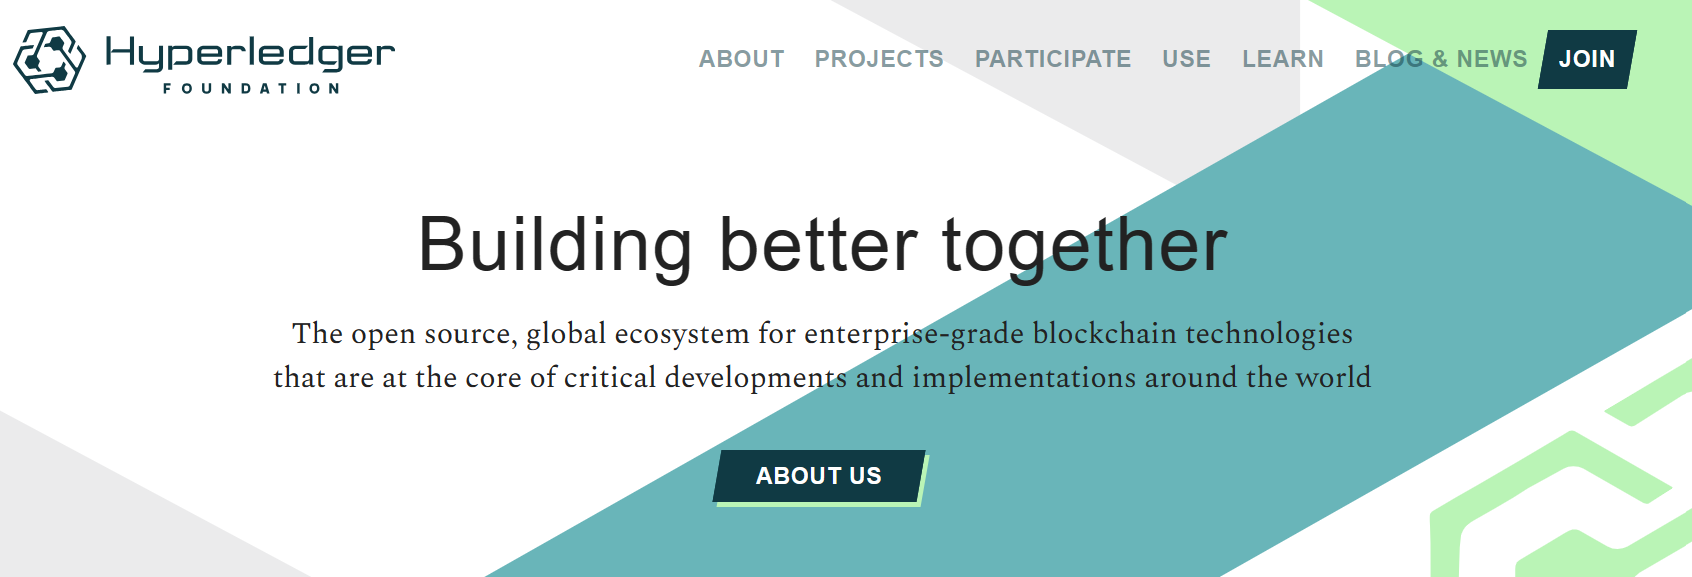 Hyperledger
FOUNDATION
ABOUT PROJECTS PARTICIPATE USE LEARN BLOG & NEWS JOIN
Building better together
The open source, global ecosystem for enterprise-grade blockchain technologies
that are at the core of critical developments and implementations around the world
ABOUT US